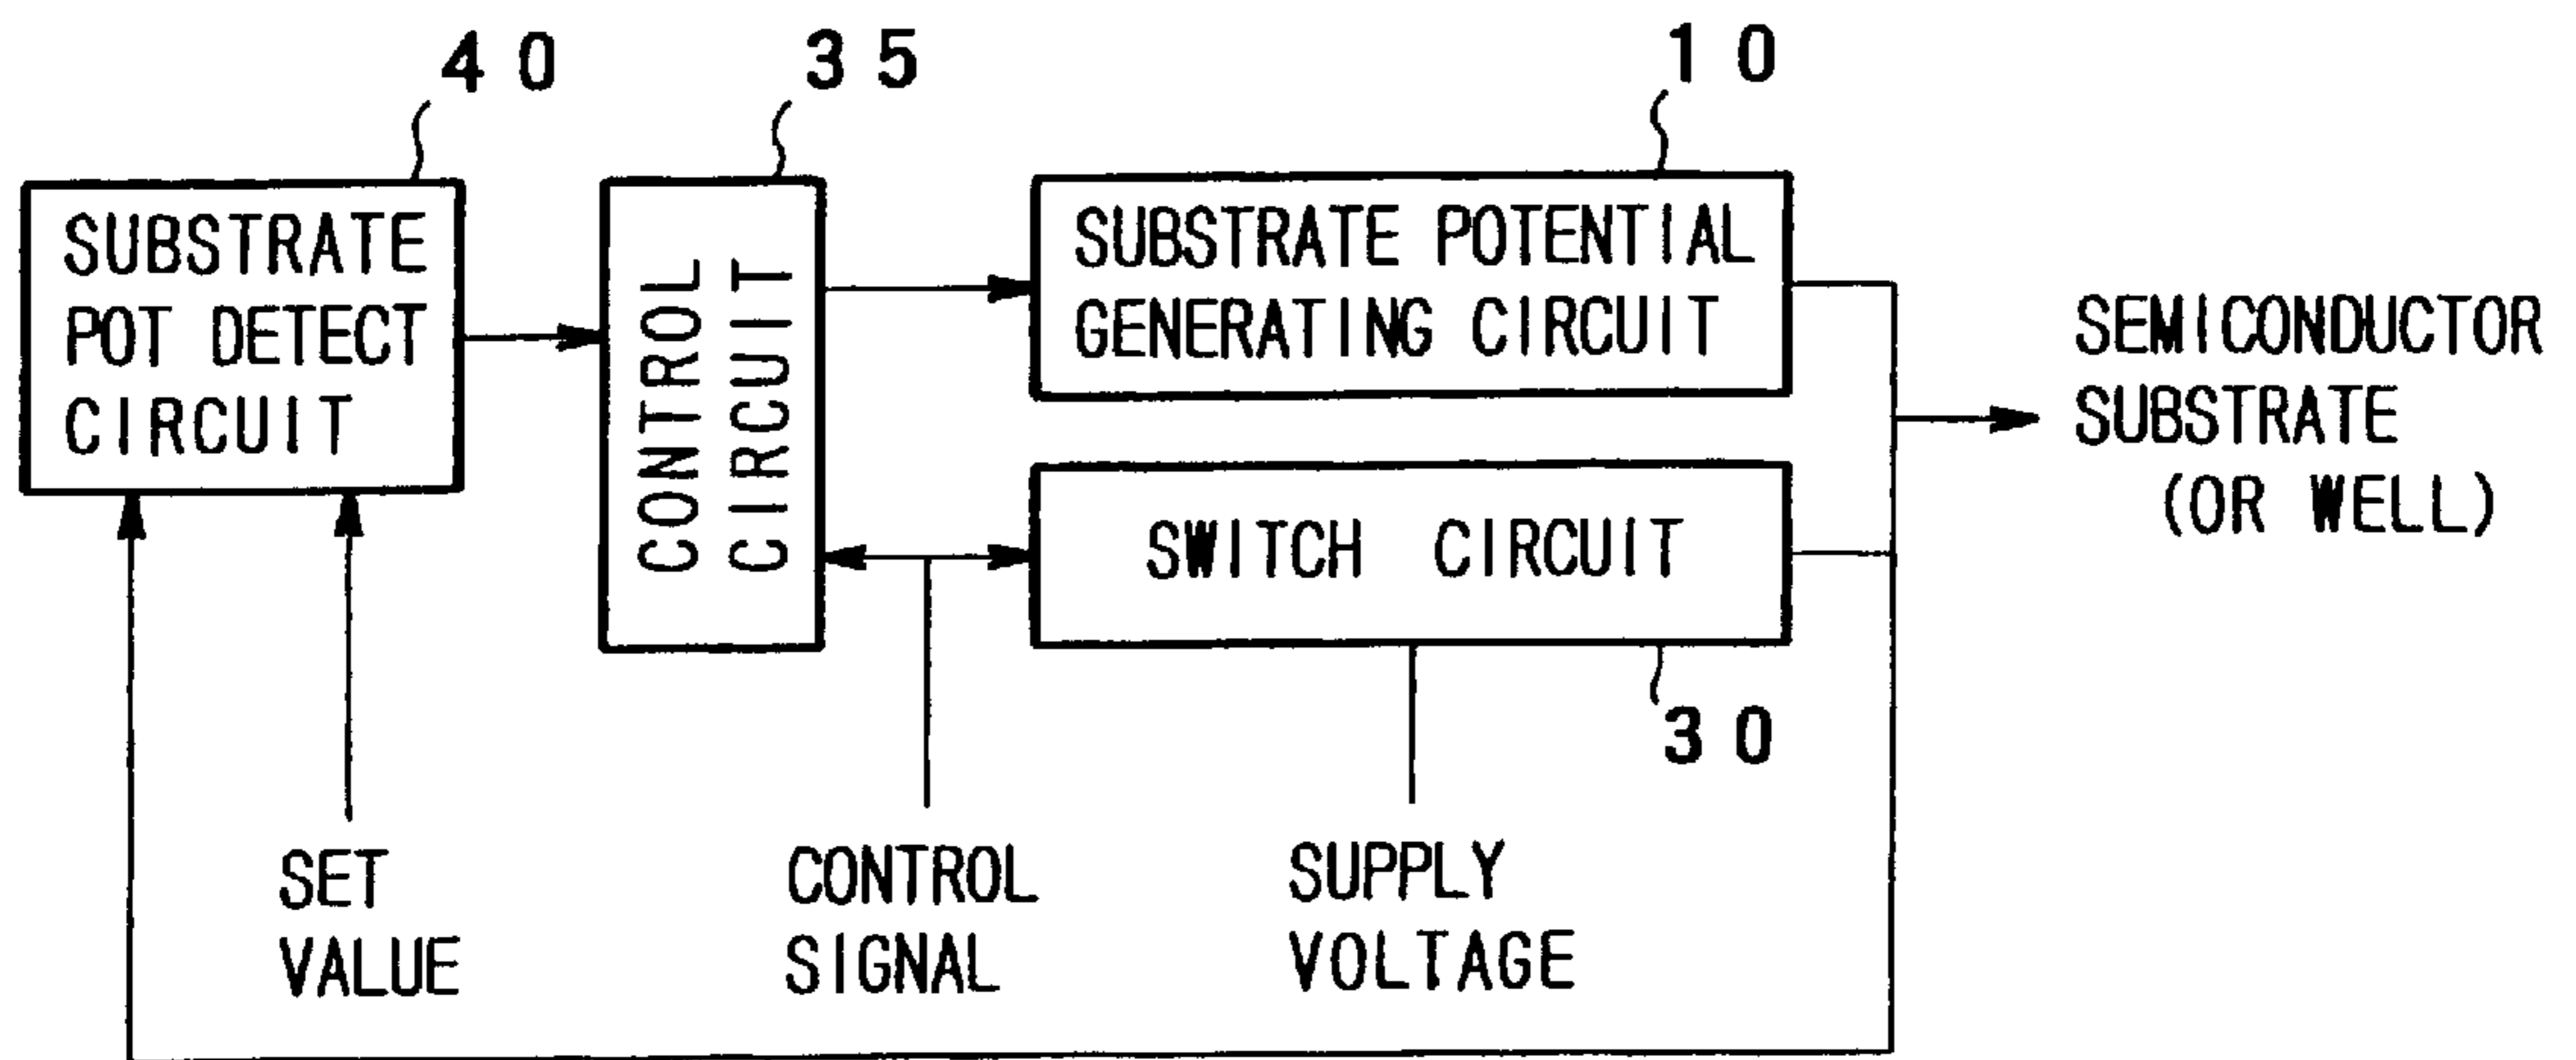 40
35
10
SUBSTRATE
POT DETECT
CIRCUIT
CONTROL
CIRCUIT
SUBSTRATE POTENTIAL
GENERATING CIRCUIT
SEMICONDUCTOR
SUBSTRATE
(OR WELL)
SWITCH CIRCUIT
30
SET
VALUE
CONTROL
SIGNAL
SUPPLY
VOLTAGE